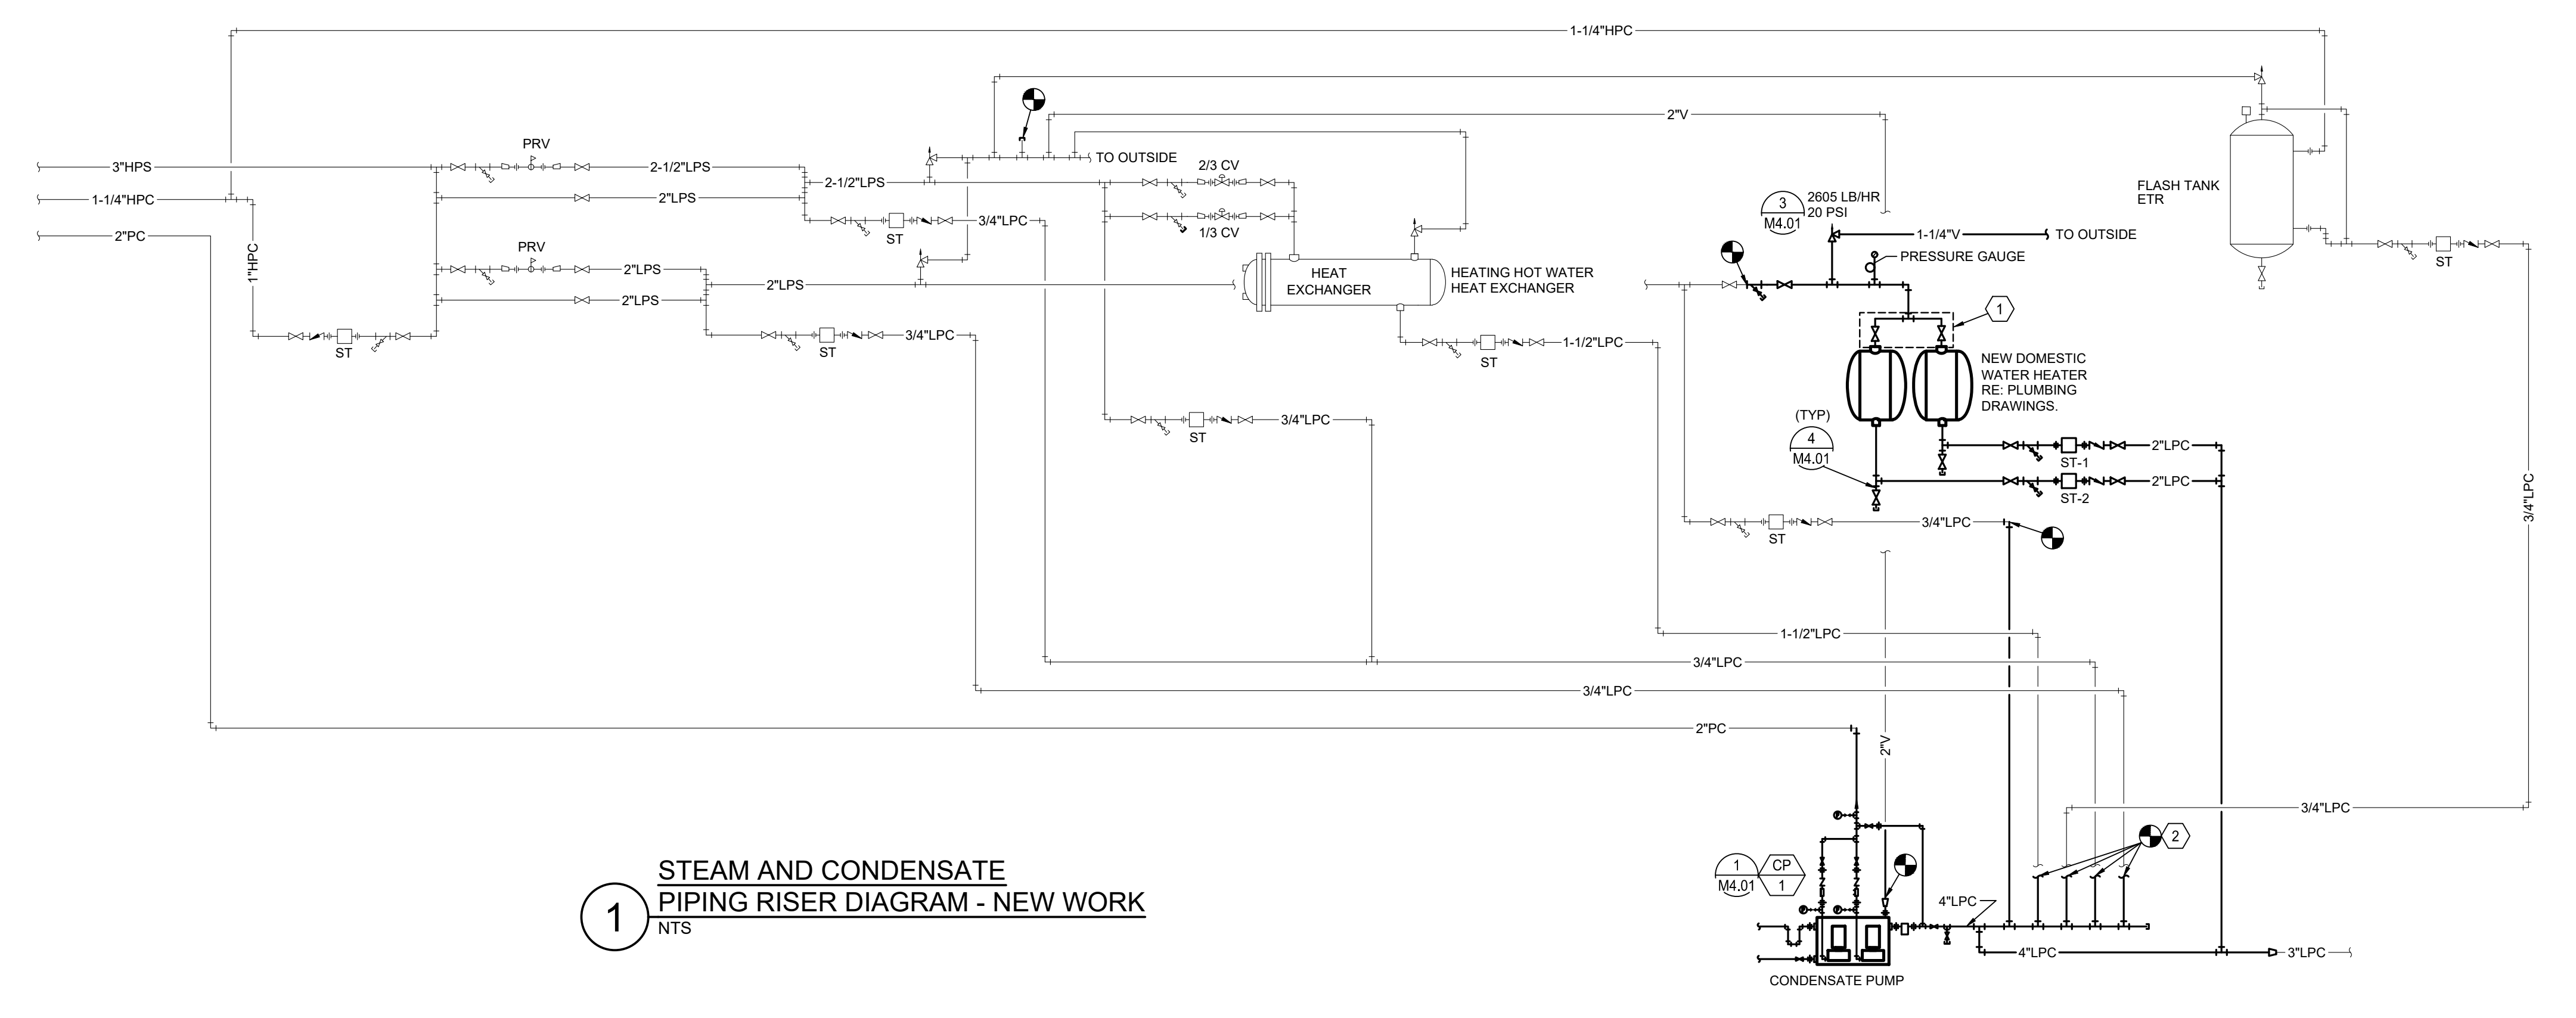 1-1/4"HPC
2"V
PRV
3"HPS
2-1/2"LPS
TO OUTSIDE
2/3 CV
2-1/2"LPS
1-1/4"HPC
2"LPS
3/4"LPC
ST
1/3 CV
3
M4.01
2605 LB/HR
20 PSI
FLASH TANK
ETR
2"PC
1-1/4"V
TO OUTSIDE
PRV
1"HPC
2"LPS
2"LPS
2"LPS
HEAT
EXCHANGER
HEATING HOT WATER
HEAT EXCHANGER
PRESSURE GAUGE
ST
1
ST
3/4"LPC
ST
1-1/2"LPC
ST
NEW DOMESTIC
WATER HEATER
RE: PLUMBING
DRAWINGS.
3/4"LPC
ST
(TYP)
4
M4.01
2"LPC
ST-1
2"LPC
ST-2
3/4"LPC
3/4"LPC
ST
1-1/2"LPC
3/4"LPC
3/4"LPC
2"PC
2"V
3/4"LPC
2
1
M4.01
CP
1
4"LPC
4"LPC
3"LPC
CONDENSATE PUMP
1
STEAM AND CONDENSATE
PIPING RISER DIAGRAM - NEW WORK
NTS